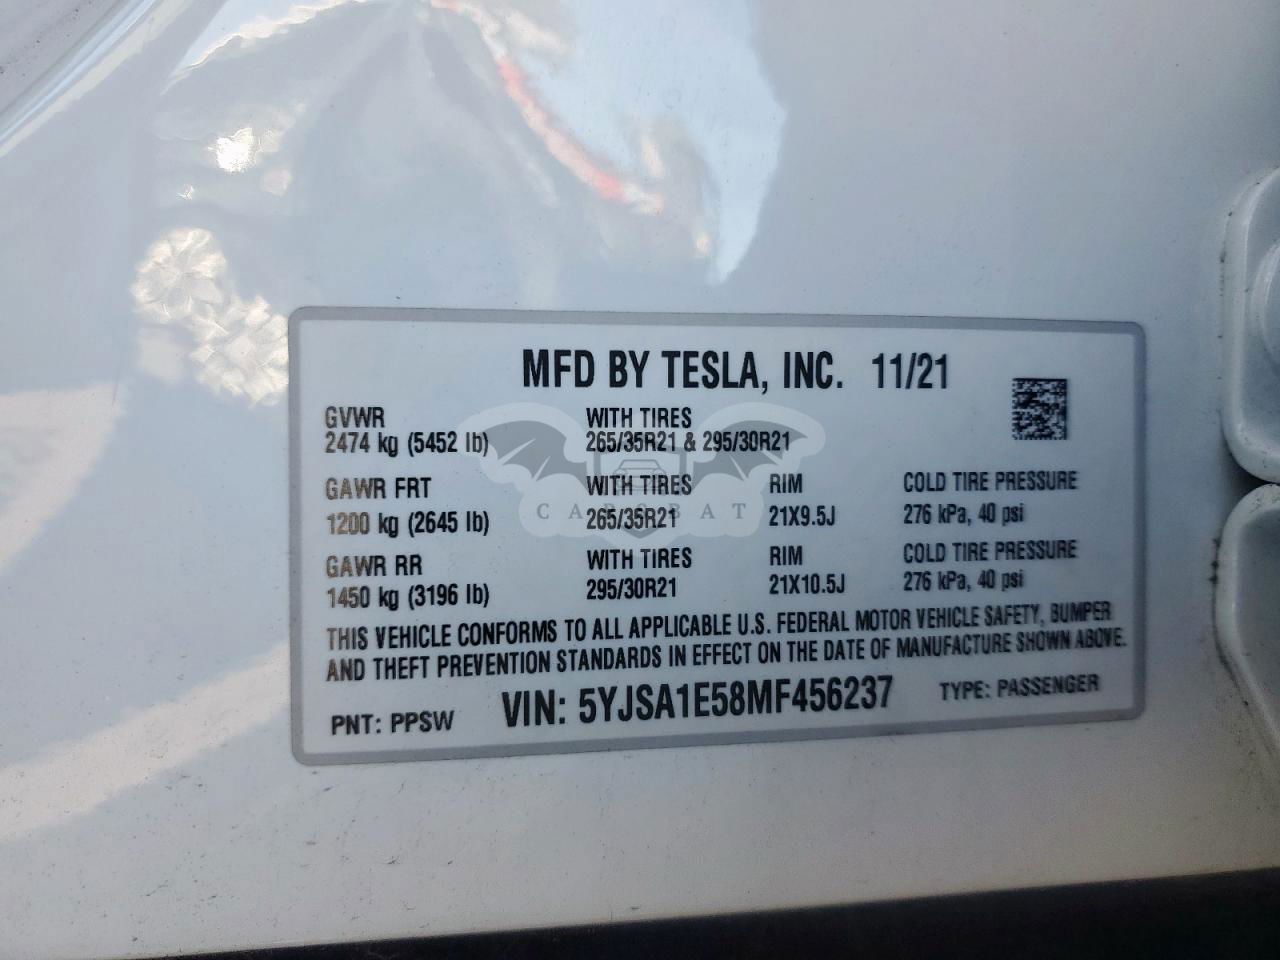 MFD BY TESLA, INC. 11/21
GVWR WITH TIRES
2474 kg (5452 lb) 265/35R21 & 295/30R21
GAWR FRT WITH TIRES RIM COLD TIRE PRESSURE
1200 kg (2645 lb) 265/35R21 21X9.5J 276 kPa, 40 psi
CAROBAT
GAWR RR WITH TIRES RIM COLD TIRE PRESSURE
1450 kg (3196 lb) 295/30R21 21X10.5J 276 kPa, 40 psi
THIS VEHICLE CONFORMS TO ALL APPLICABLE U.S. FEDERAL MOTOR VEHICLE SAFETY, BUMPER
AND THEFT PREVENTION STANDARDS IN EFFECT ON THE DATE OF MANUFACTURE SHOWN ABOVE.
PNT: PPSW VIN: 5YJSA1E58MF456237 TYPE: PASSENGER